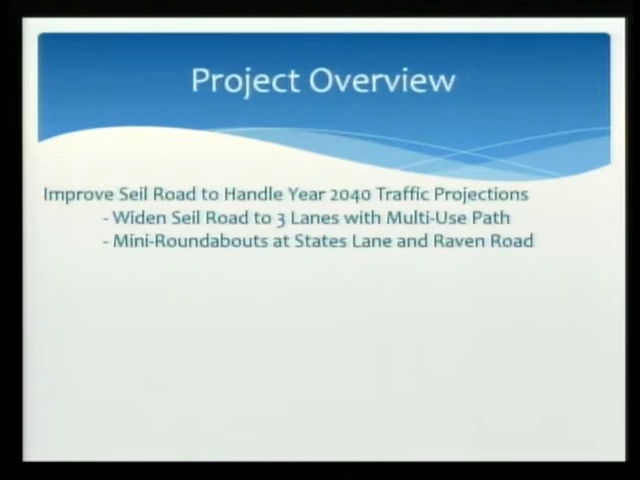 Project Overview
Improve Seil Road to Handle Year 2040 Traffic Projections
- Widen Seil Road to 3 Lanes with Multi-Use Path
- Mini-Roundabouts at States Lane and Raven Road